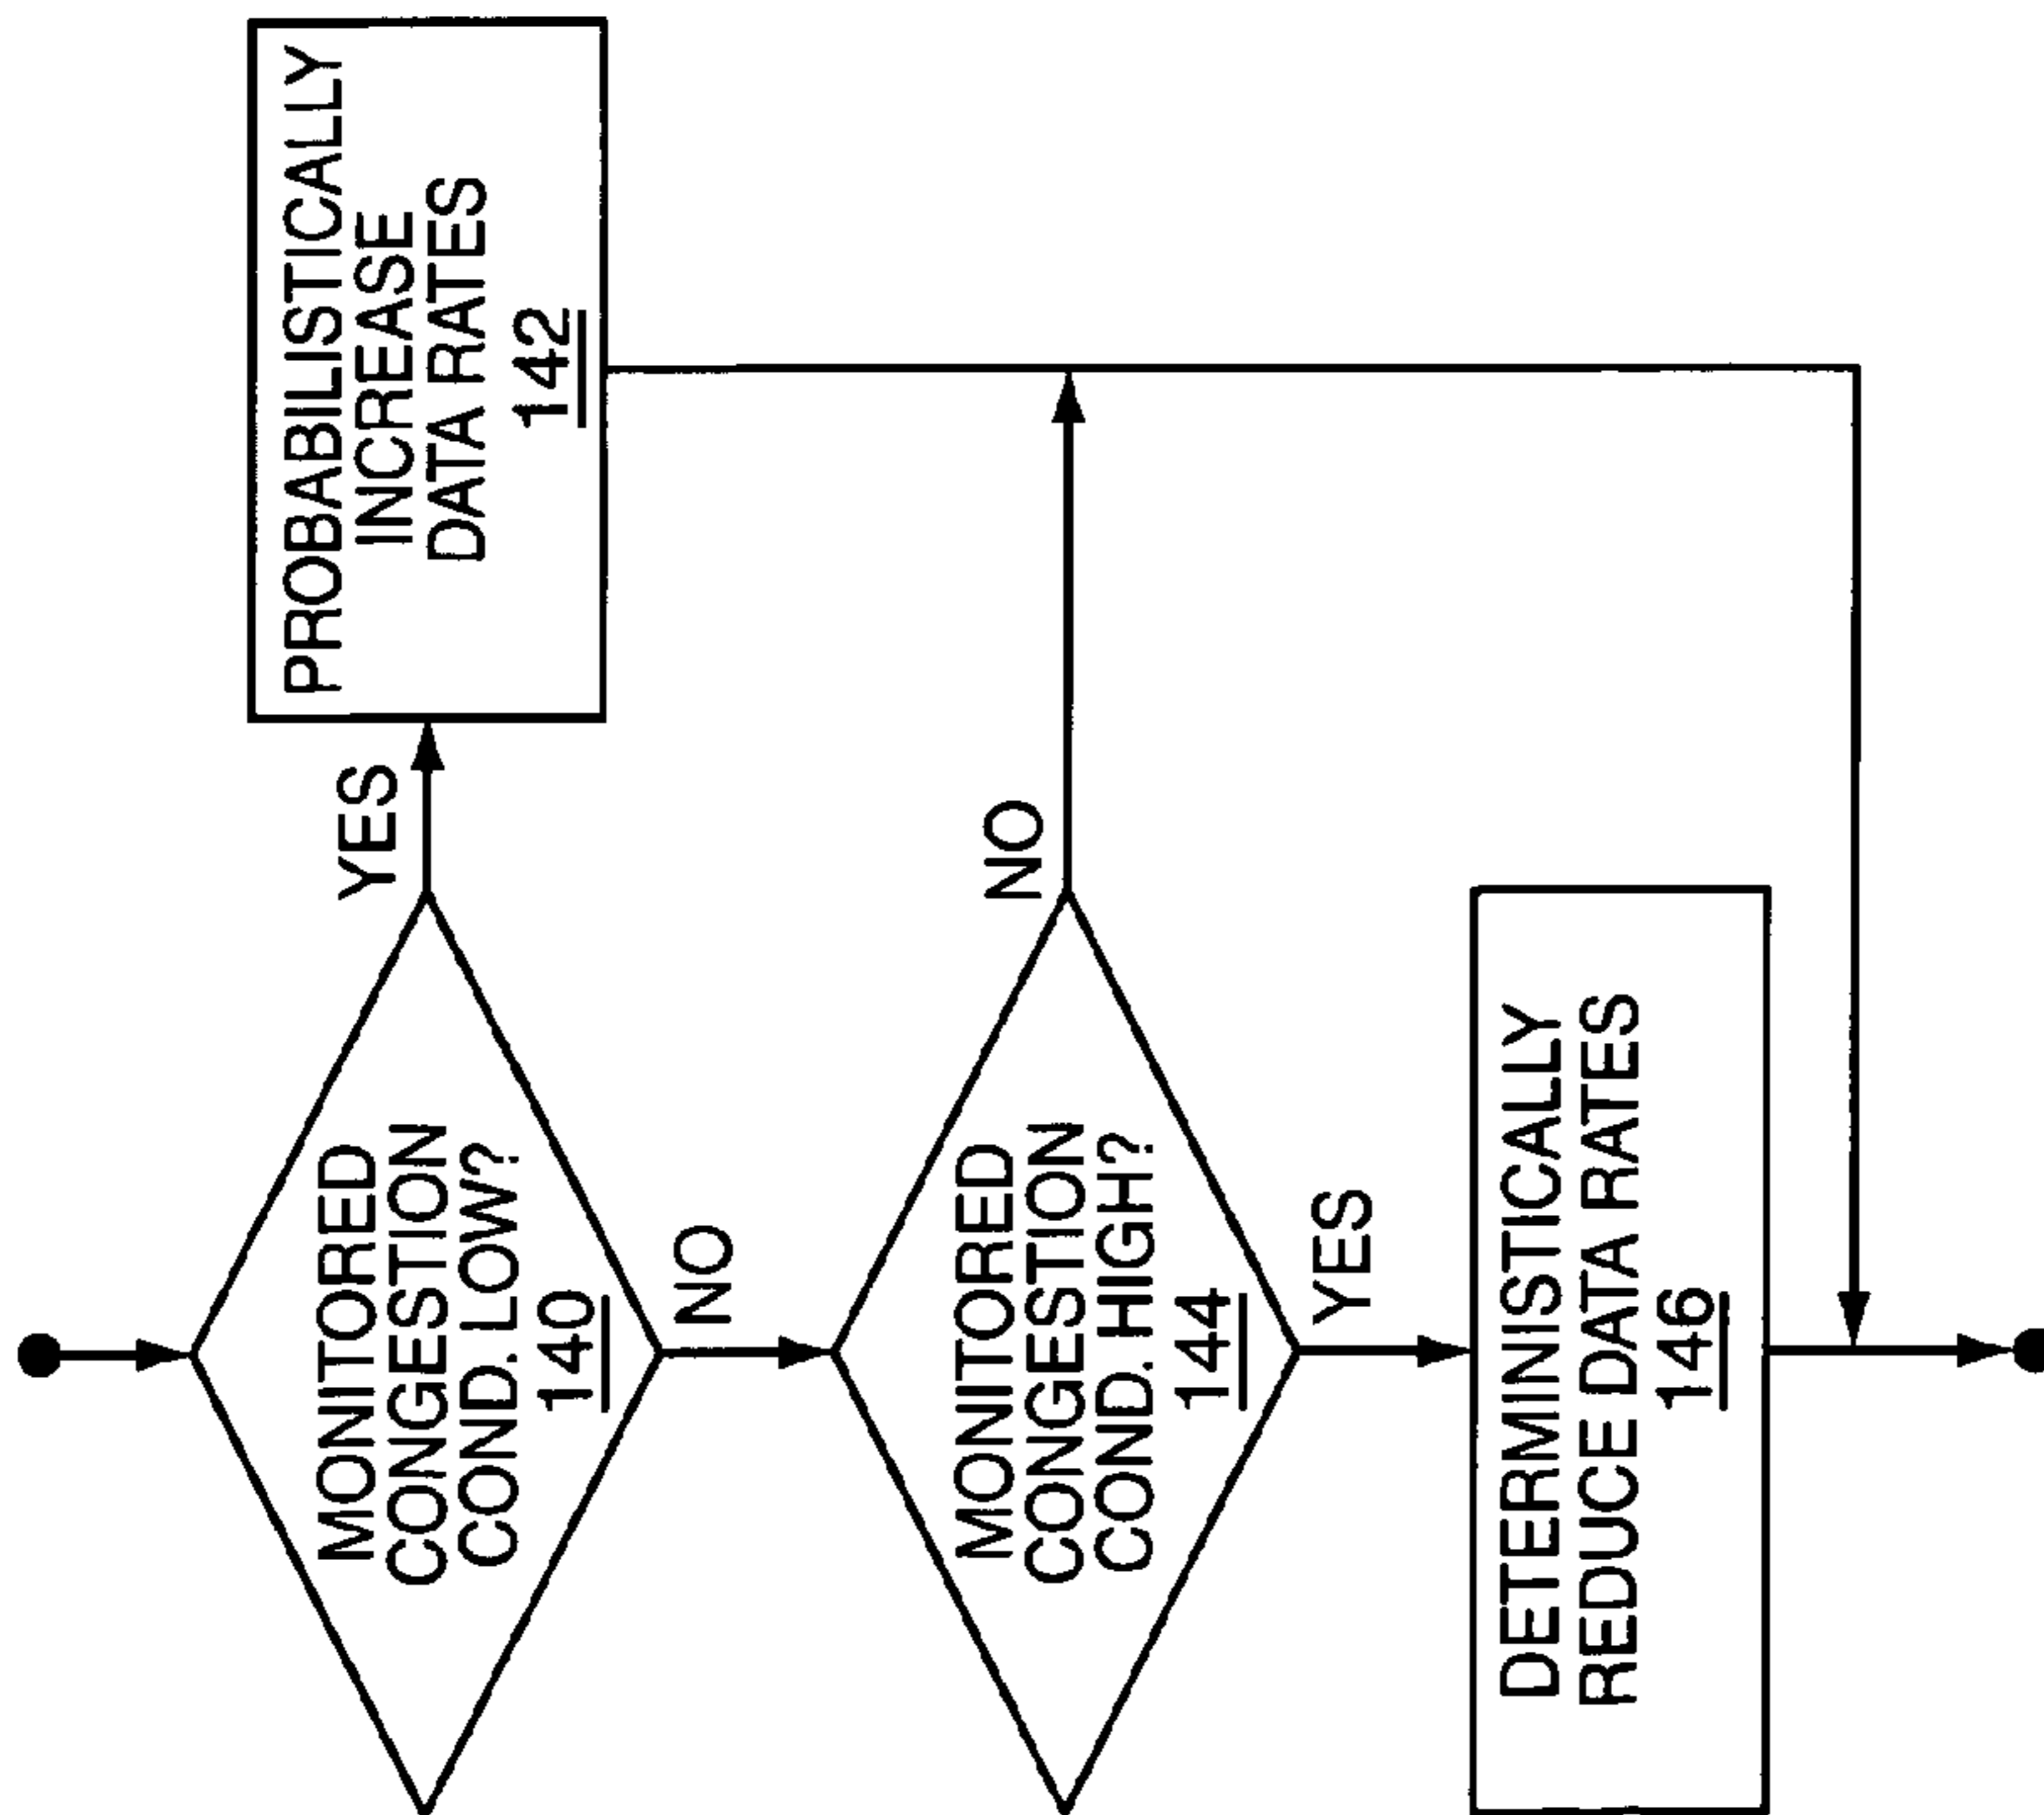 MONITORED
CONGESTION
COND. LOW?
140
YES
PROBABILISTICALLY
INCREASE
DATA RATES
142
NO
MONITORED
CONGESTION
COND. HIGH?
144
NO
YES
DETERMINISTICALLY
REDUCE DATA RATES
146